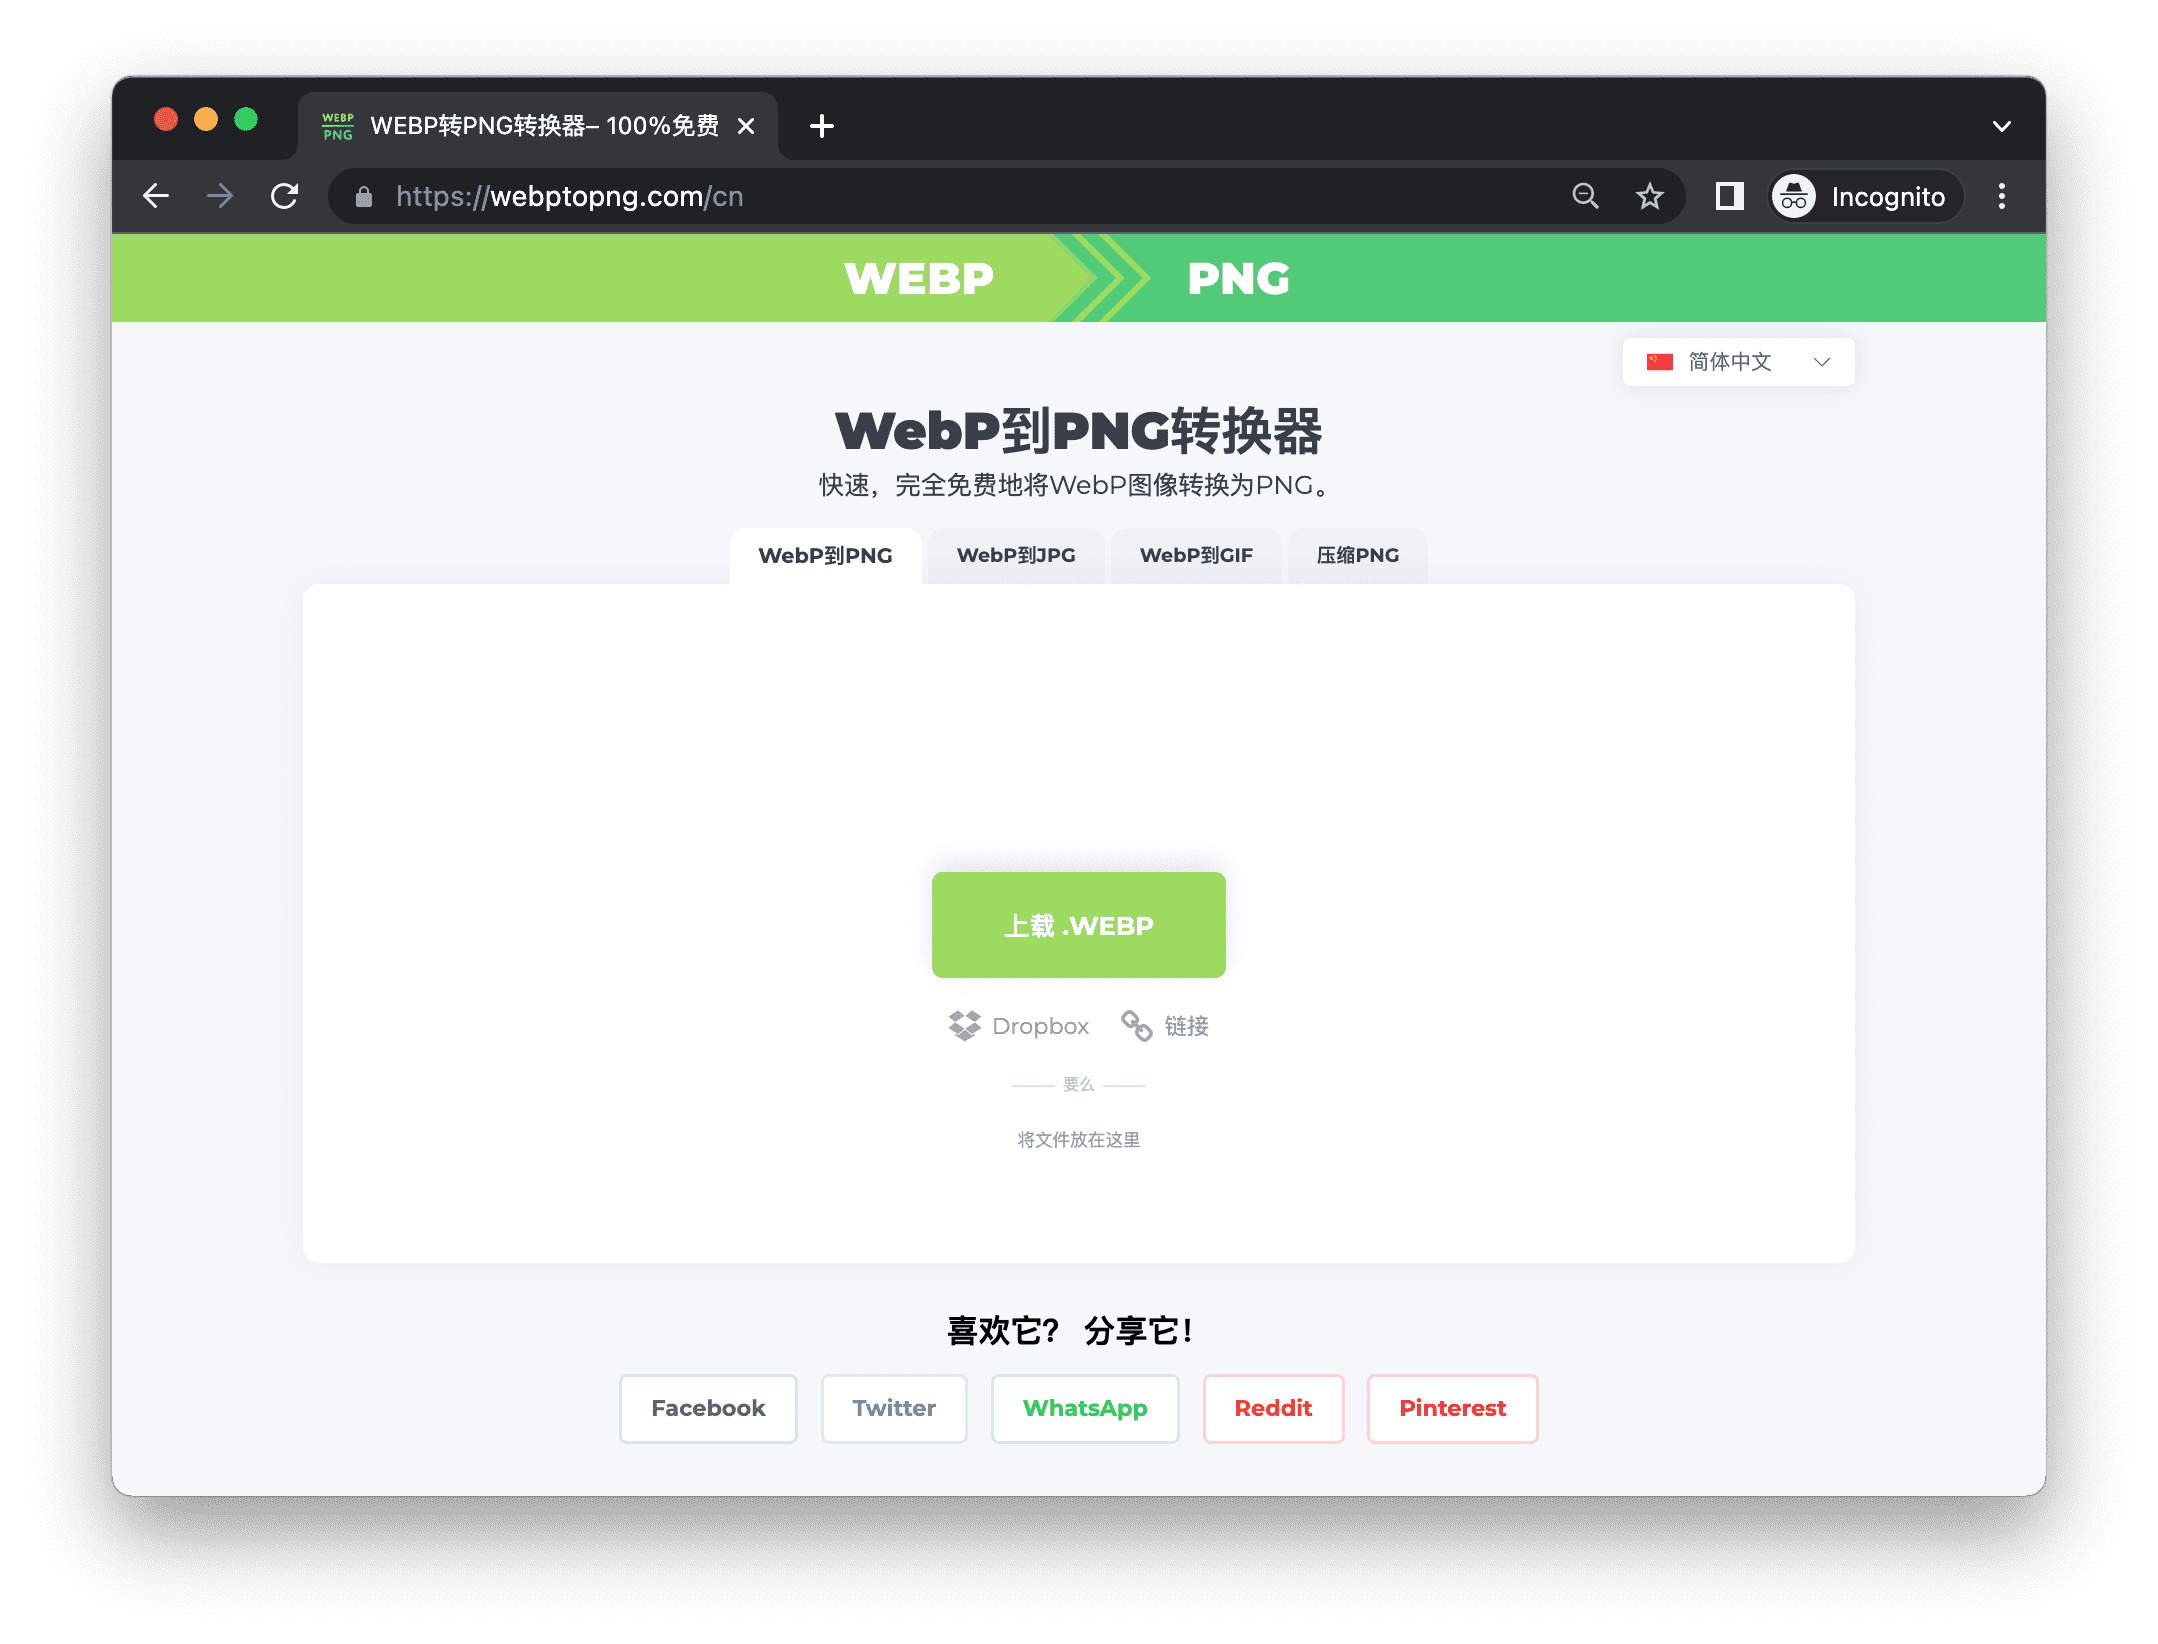 WEBP
PNG
WEBP转PNG转换器– 100%免费
https://webptopng.com/cn
Incognito
WEBP PNG
简体中文
WebP到PNG转换器
快速，完全免费地将WebP图像转换为PNG。
WebP到PNG WebP到JPG WebP到GIF 压缩PNG
上载 .WEBP
Dropbox 链接
要么
将文件放在这里
喜欢它？ 分享它！
Facebook Twitter WhatsApp Reddit Pinterest